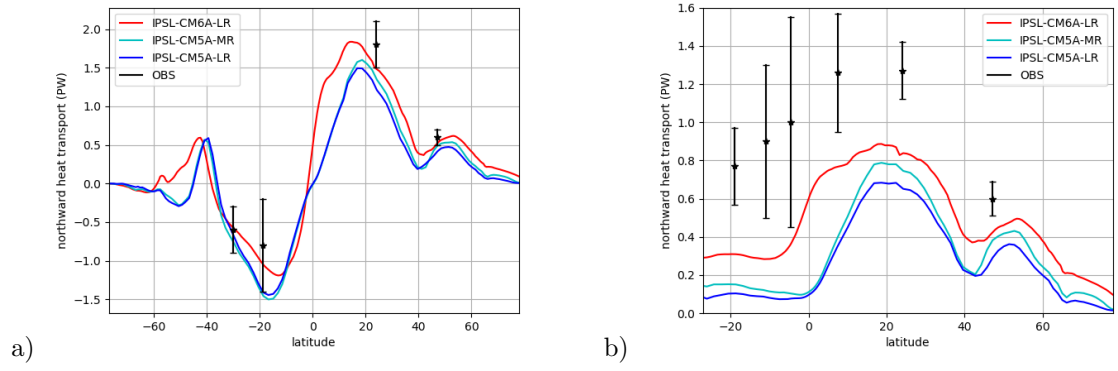 IPSL-CM6A-LR
IPSL-CM5A-MR
IPSL-CM5A-LR
OBS
northward heat transport (PW)
2.0
1.5
1.0
0.5
0.0
−0.5
−1.0
−1.5
−60 −40 −20 0 20 40 60
latitude
a)
IPSL-CM6A-LR
IPSL-CM5A-MR
IPSL-CM5A-LR
OBS
northward heat transport (PW)
1.6
1.4
1.2
1.0
0.8
0.6
0.4
0.2
0.0
−20 0 20 40 60
latitude
b)